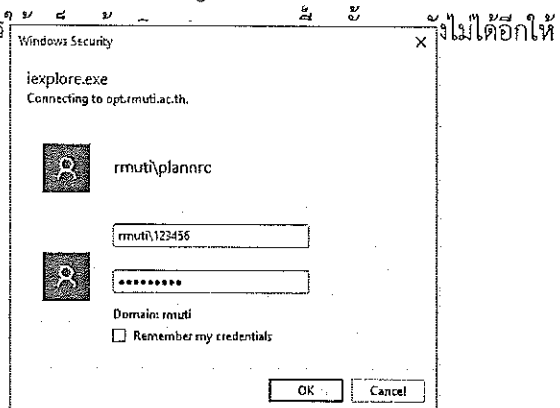 งไม่ได้อีกให้
Windows Security
iexplore.exe
Connecting to opt.rmuti.ac.th.
rmuti\plannrc
rmuti\123456
•••••••••
Domain: rmuti
Remember my credentials
OK
Cancel